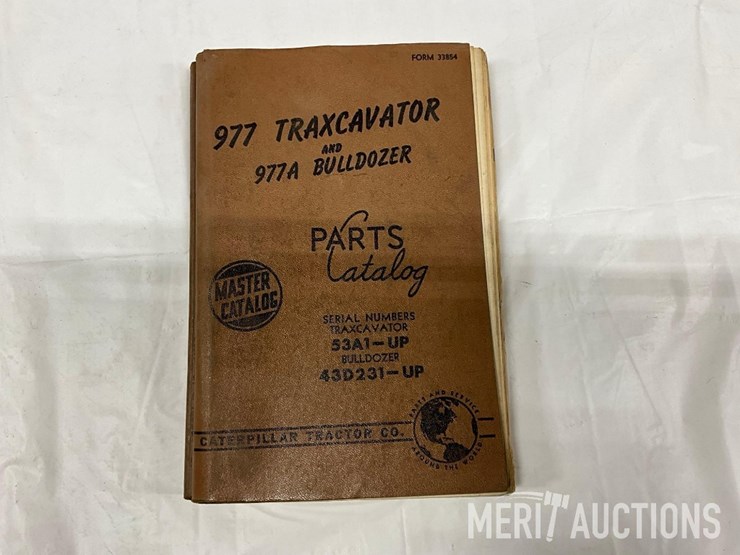 FORM 33854
977 TRAXCAVATOR
AND
977A BULLDOZER
PARTS
Catalog
MASTER
CATALOG
SERIAL NUMBERS
TRAXCAVATOR
53A1-UP
BULLDOZER
43D231-UP
CATERPILLAR TRACTOR CO.
PARTS AND SERVICE
AROUND THE WORLD
MERIT AUCTIONS